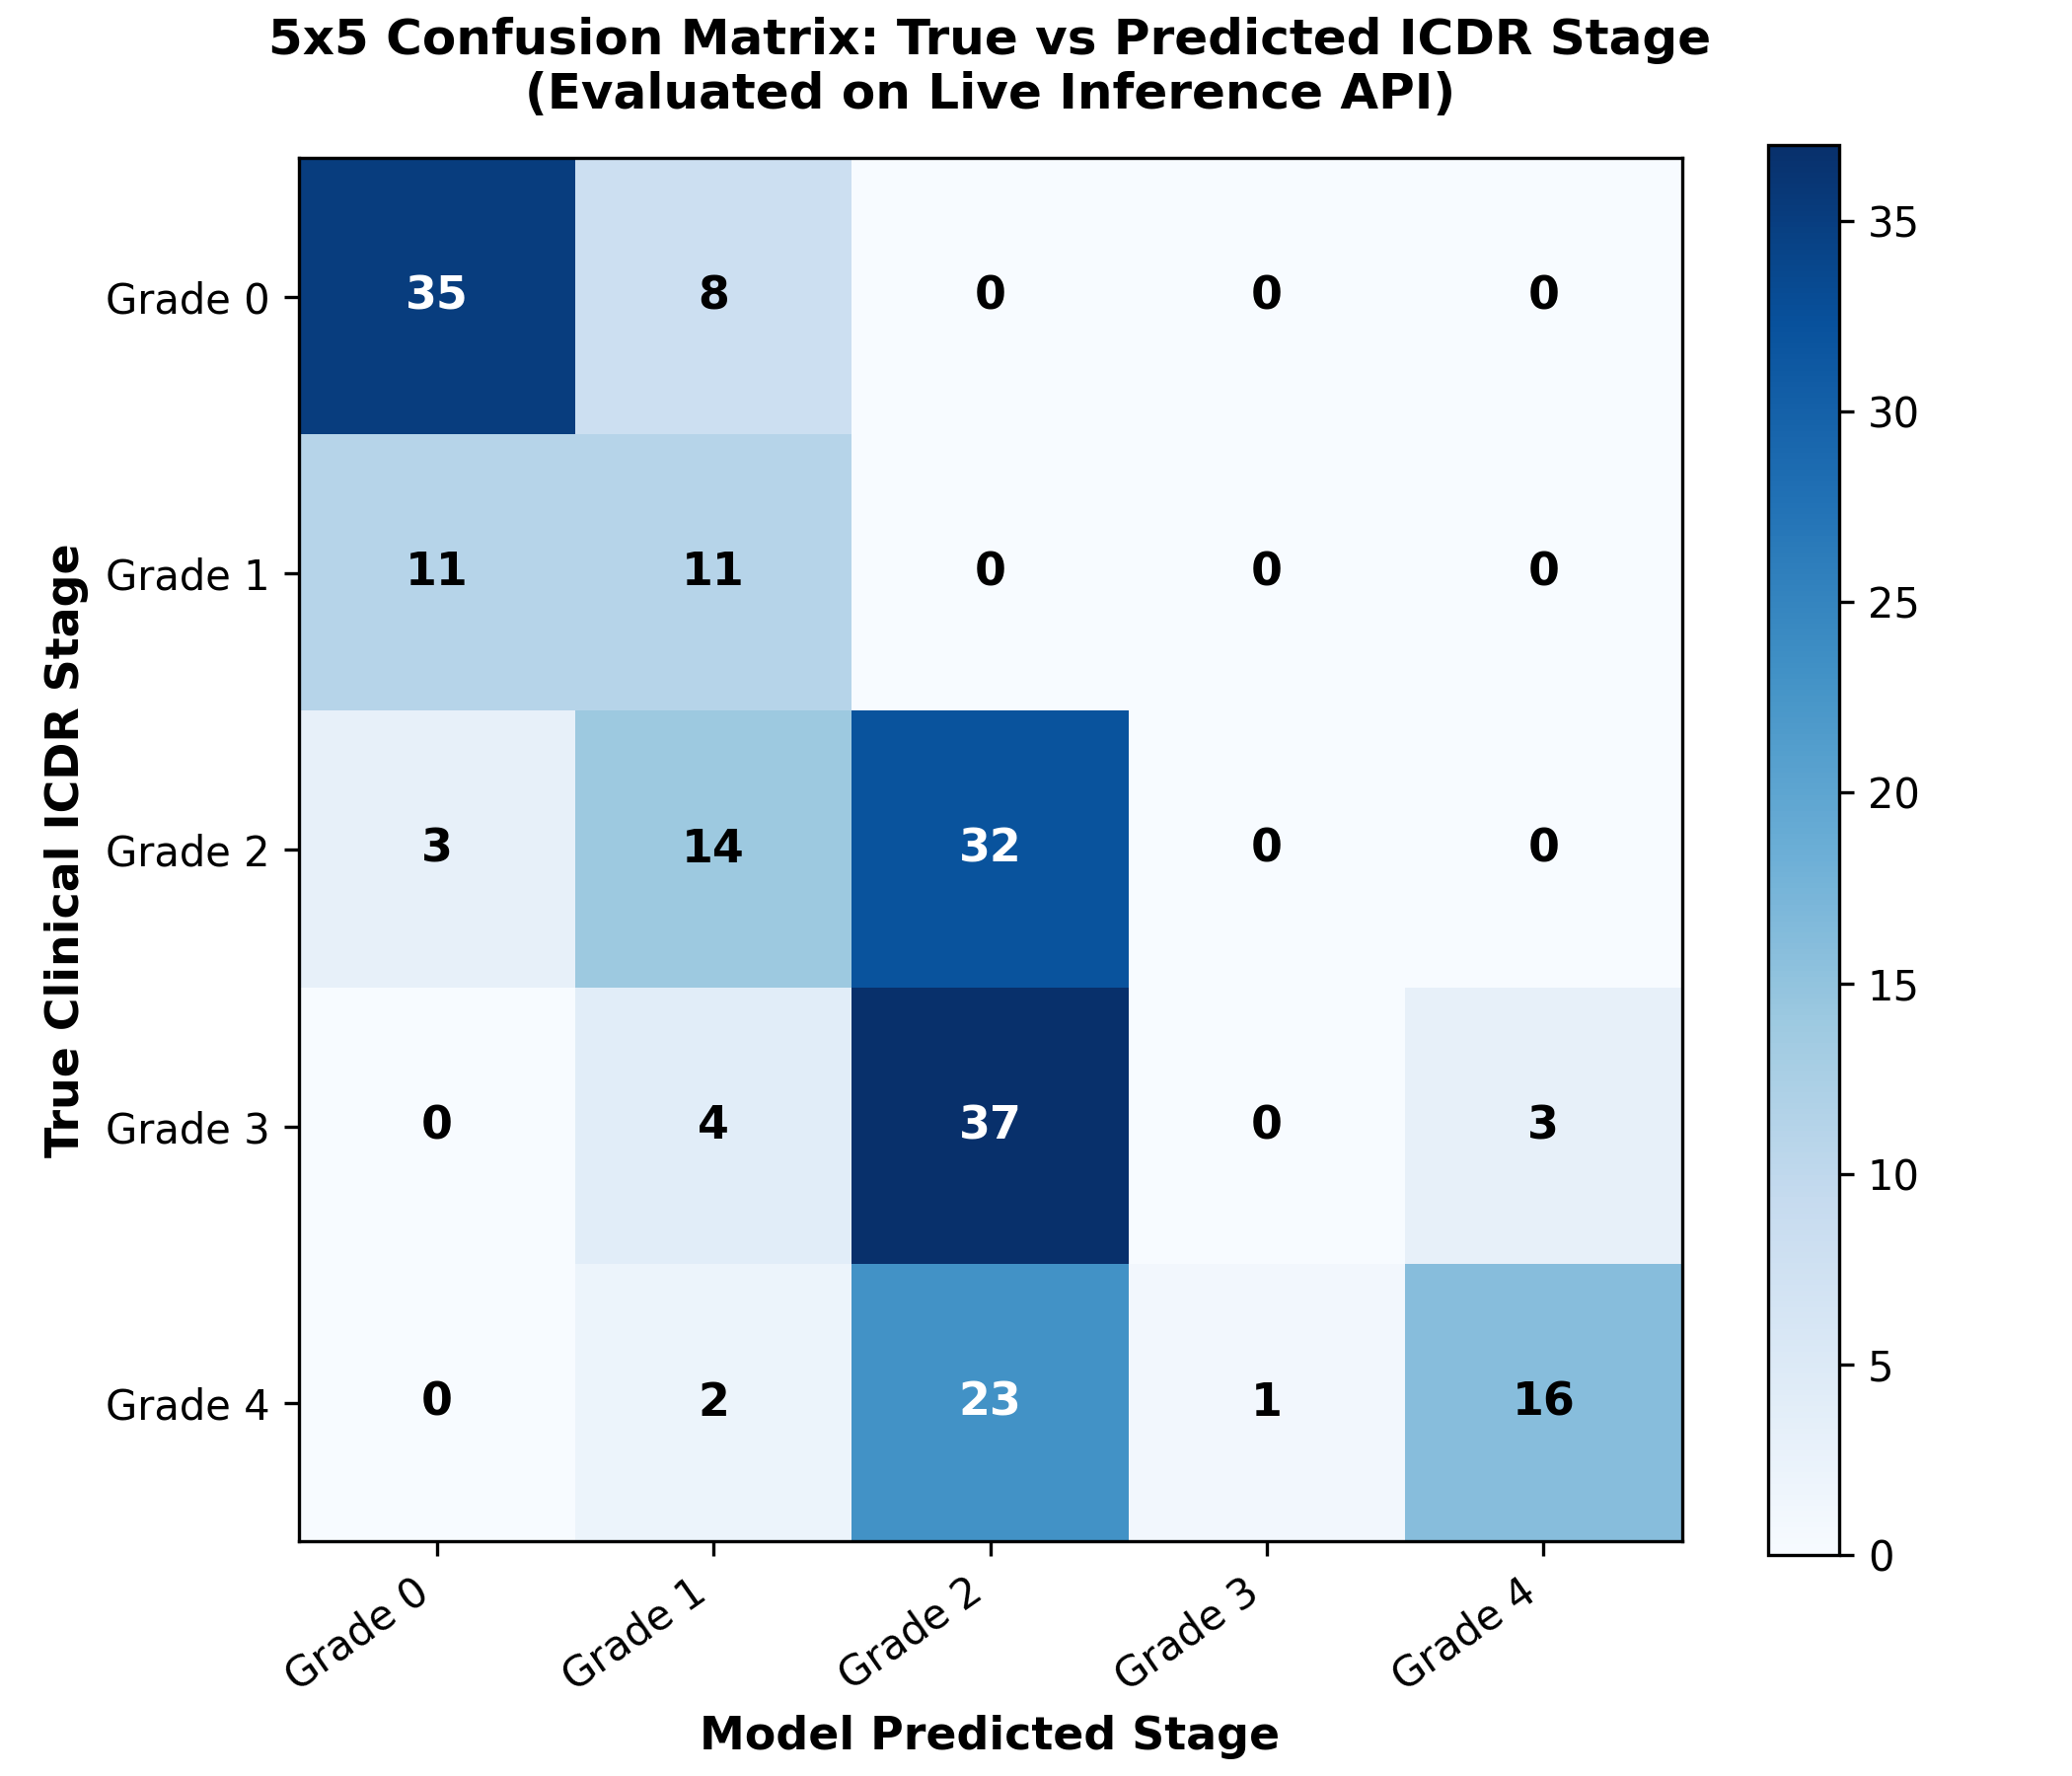 5x5 Confusion Matrix: True vs Predicted ICDR Stage
(Evaluated on Live Inference API)
True Clinical ICDR Stage
Grade 0 35 8 0 0 0
Grade 1 11 11 0 0 0
Grade 2 3 14 32 0 0
Grade 3 0 4 37 0 3
Grade 4 0 2 23 1 16
Grade 0 Grade 1 Grade 2 Grade 3 Grade 4
Model Predicted Stage
35
30
25
20
15
10
5
0